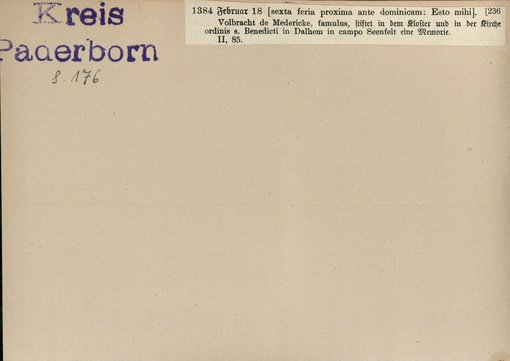 Kreis
Paderborn
S. 176
1384 Februar 18 [sexta feria proxima ante dominicam: Esto mihi]. [236
Volbracht de Medericke, famulus, stiftet in dem Kloster und in der Kirche
ordinis s. Benedicti in Dalhem in campo Seenfelt eine Memorie.
II, 85.